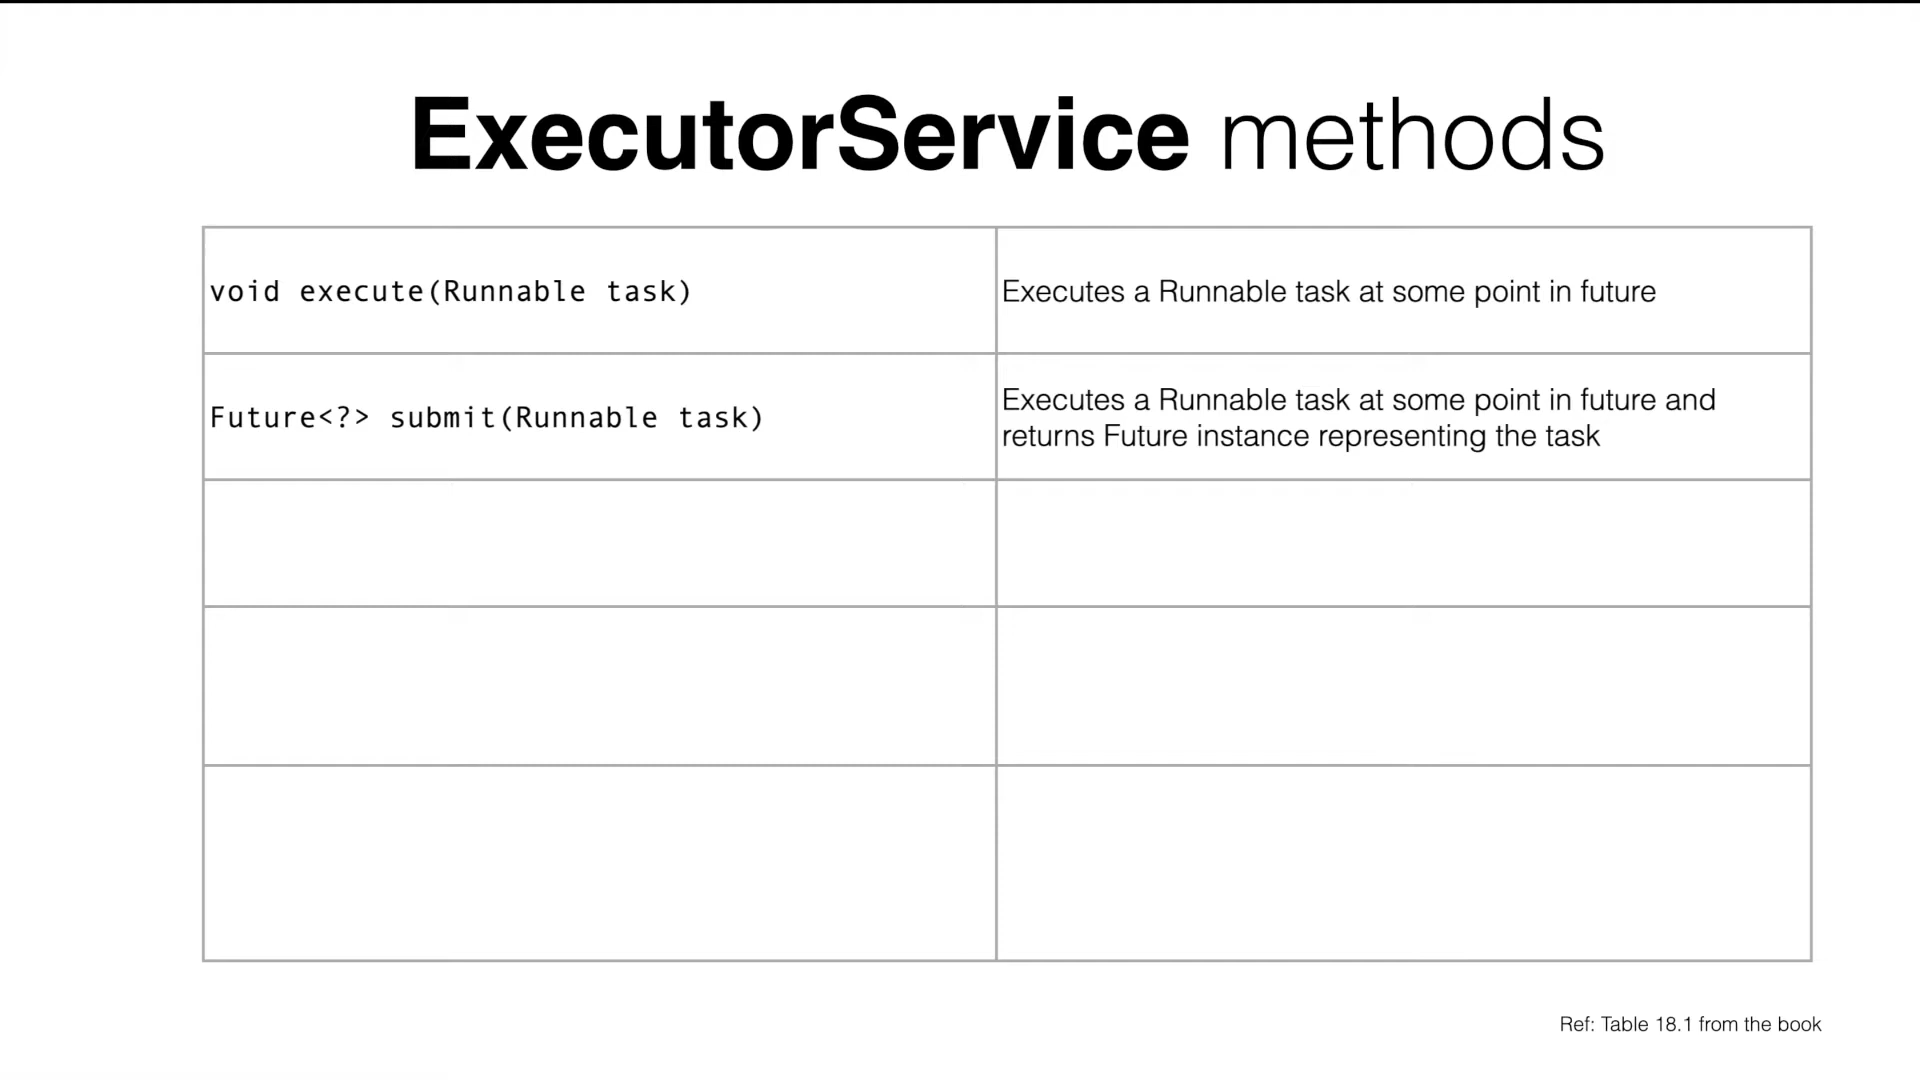 ExecutorService methods
void execute(Runnable task)
Executes a Runnable task at some point in future
Future<?> submit(Runnable task)
Executes a Runnable task at some point in future and
returns Future instance representing the task
Ref: Table 18.1 from the book